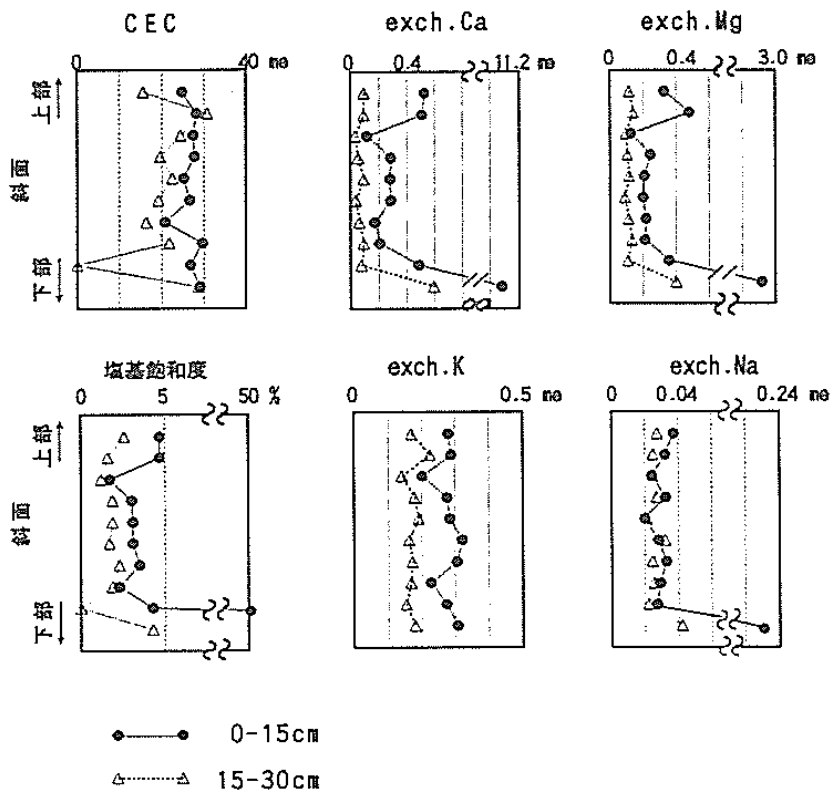 CEC
0 40 me
exch.Ca
0 0.4 11.2 me
exch.Mg
0 0.4 3.0 me
上部
斜面
下部
塩基飽和度
0 5 50 %
exch.K
0 0.5 me
exch.Na
0 0.04 0.24 me
上部
斜面
下部
0-15cm
15-30cm